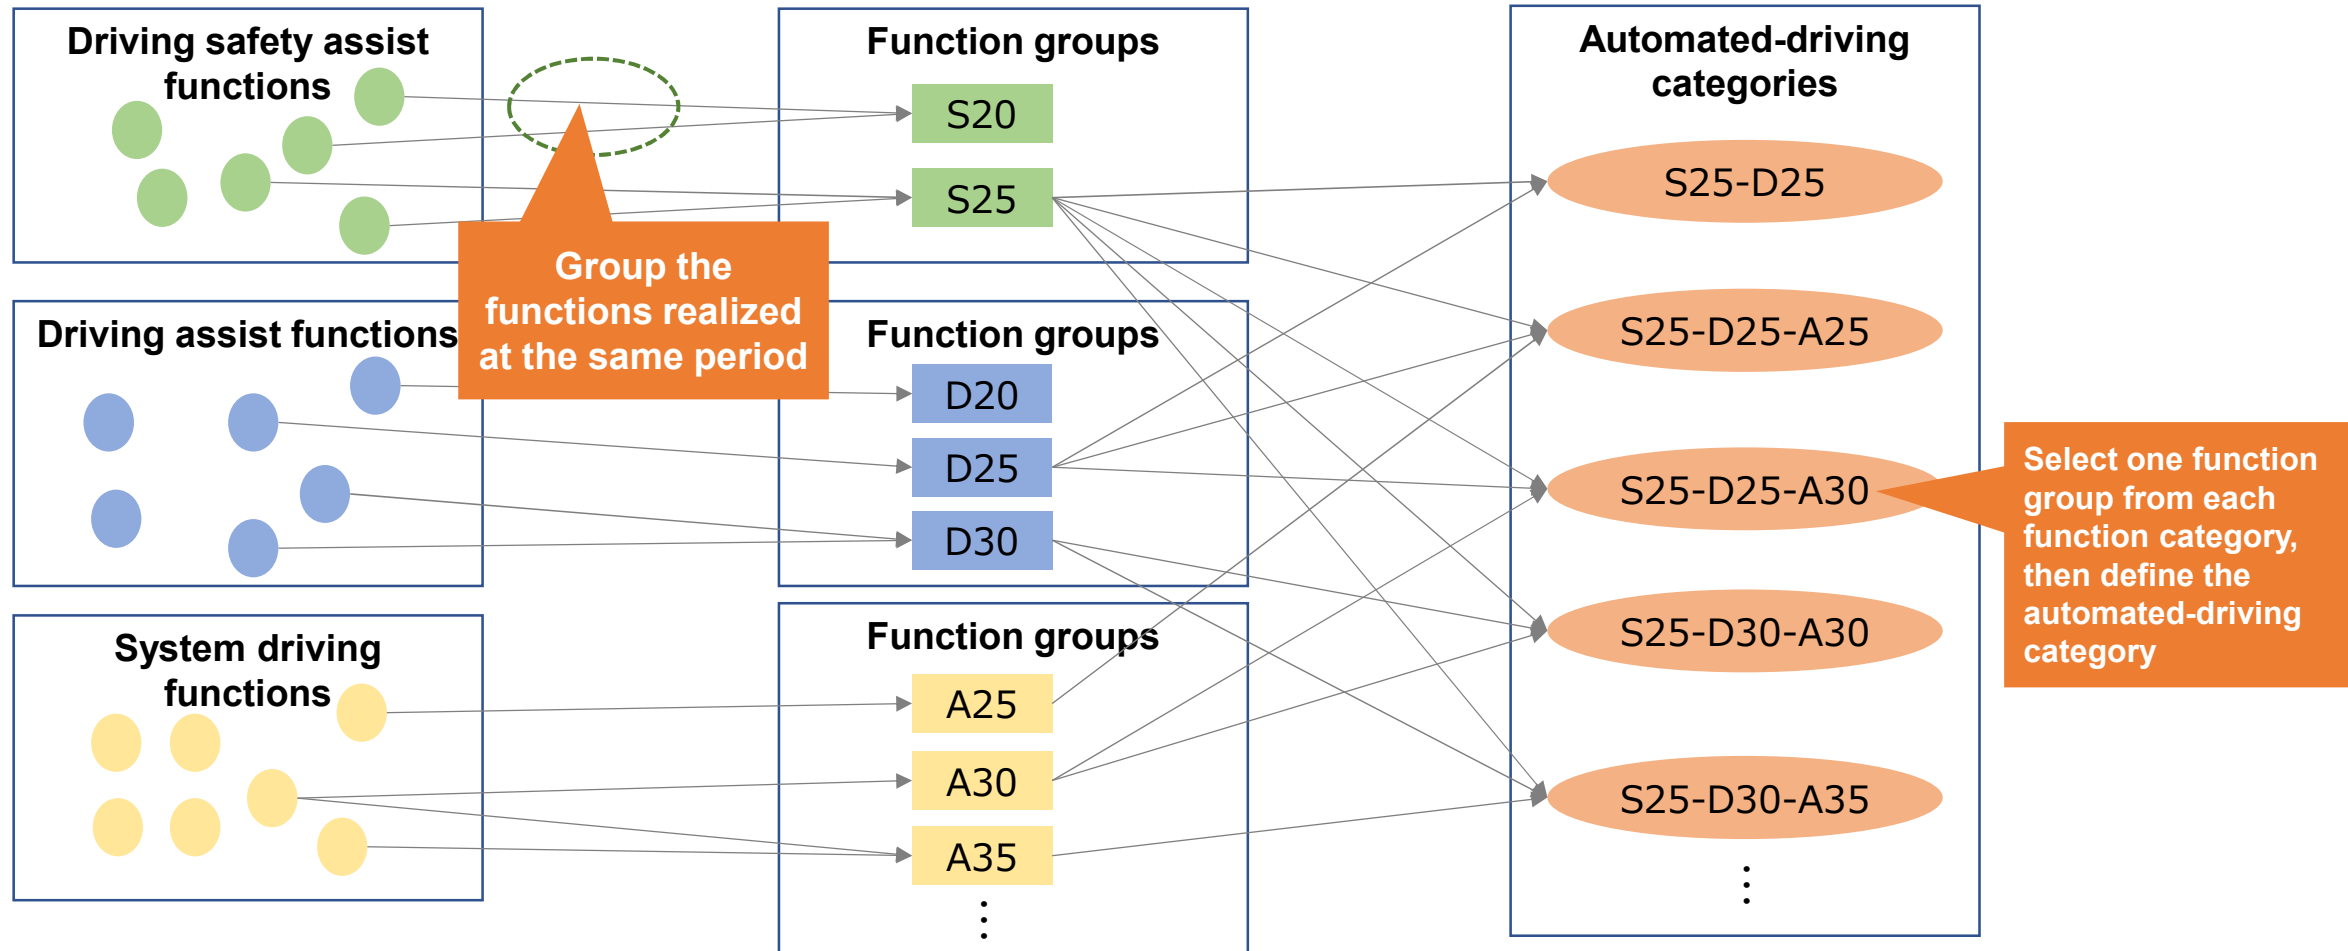 Driving safety assist
functions
Function groups
S20
S25
Automated-driving
categories
S25-D25
S25-D25-A25
S25-D25-A30
S25-D30-A30
S25-D30-A35
⋮
Group the
functions realized
at the same period
Driving assist functions
Function groups
D20
D25
D30
Select one function
group from each
function category,
then define the
automated-driving
category
System driving
functions
Function groups
A25
A30
A35
⋮